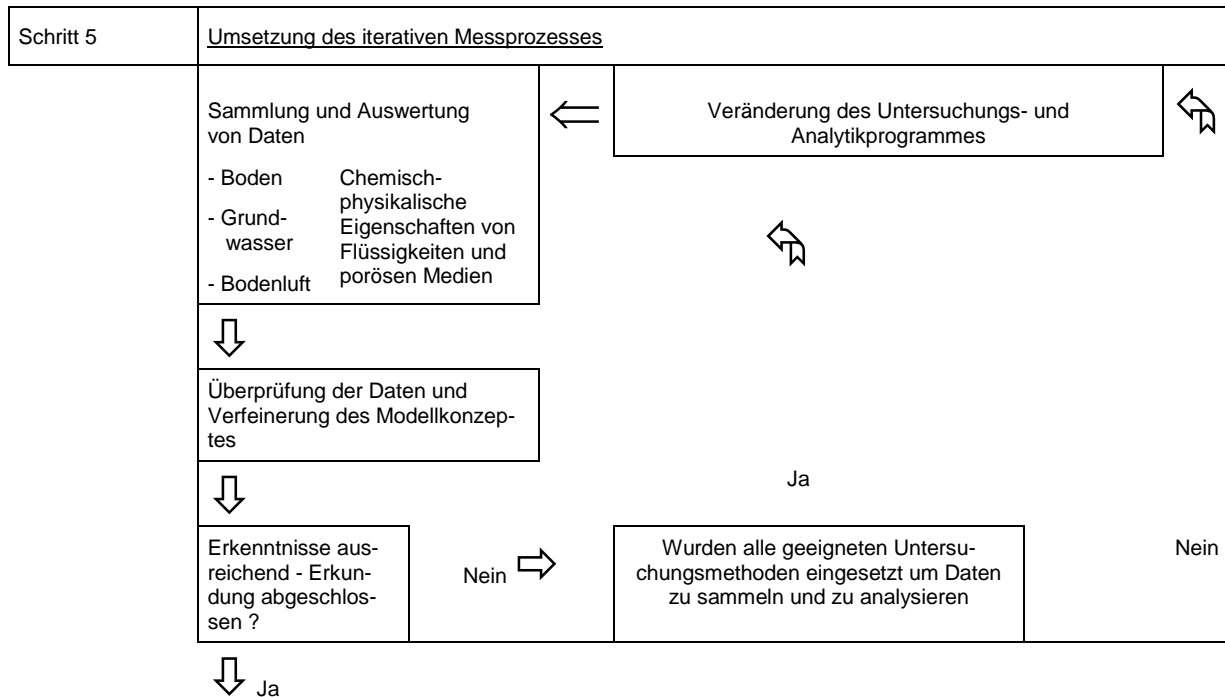 Schritt 5
Umsetzung des iterativen Messprozesses
Sammlung und Auswertung
von Daten
- Boden
- Grund-
wasser
- Bodenluft
Chemisch-
physikalische
Eigenschaften von
Flüssigkeiten und
porösen Medien
Veränderung des Untersuchungs- und
Analytikprogrammes
Überprüfung der Daten und
Verfeinerung des Modellkonzep-
tes
Ja
Erkenntnisse aus-
reichend - Erkun-
dung abgeschlos-
sen ?
Nein
Wurden alle geeigneten Untersu-
chungsmethoden eingesetzt um Daten
zu sammeln und zu analysieren
Nein
Ja